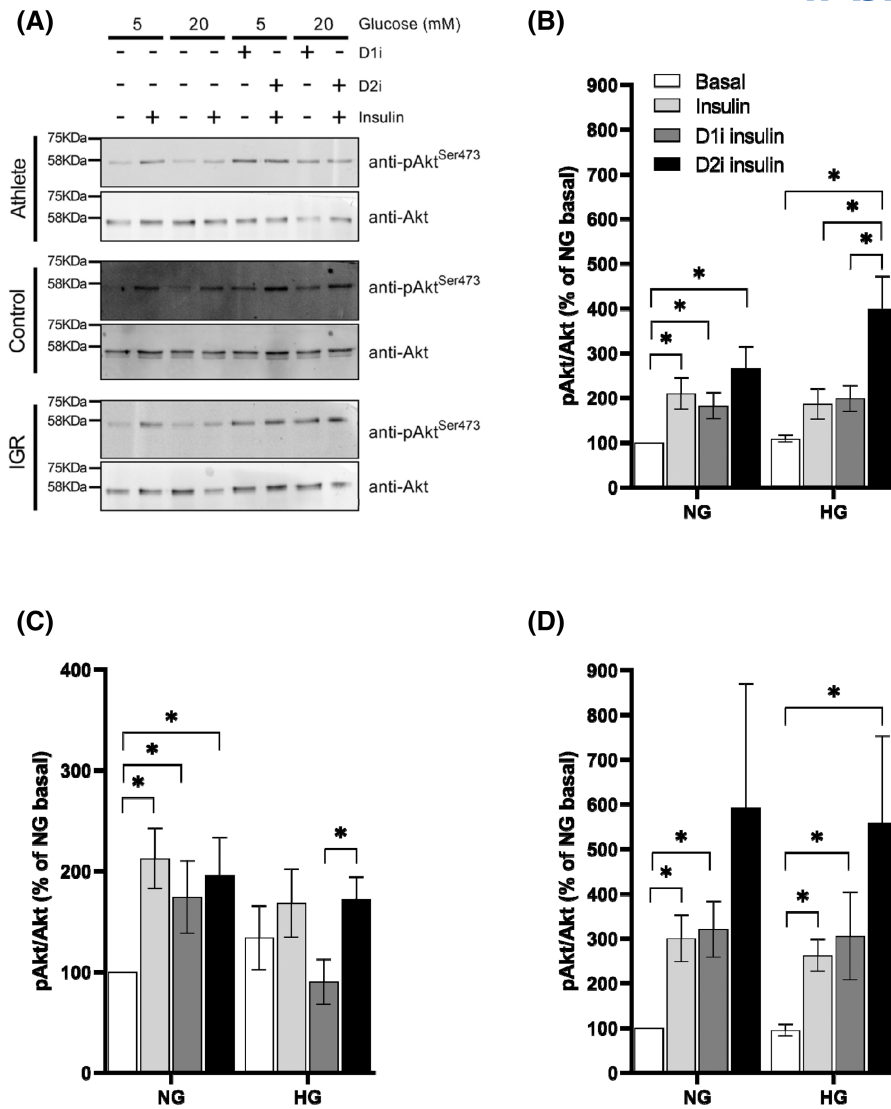 (A)
5 20 5 20 Glucose (mM)
- - - - + - + - D1i
- - - - - + - + D2i
- + - + - + - + Insulin
Athlete
75KDa
58KDa
anti-pAktSer473
75KDa
58KDa
anti-Akt
Control
75KDa
58KDa
anti-pAktSer473
75KDa
58KDa
anti-Akt
IGR
75KDa
58KDa
anti-pAktSer473
75KDa
58KDa
anti-Akt
(B)
pAkt/Akt (% of NG basal)
900
800
700
600
500
400
300
200
100
0
Basal
Insulin
D1i insulin
D2i insulin
* * *
* * *
NG HG
(C)
pAkt/Akt (% of NG basal)
400
300
200
100
0
* * *
*
NG HG
(D)
pAkt/Akt (% of NG basal)
900
800
700
600
500
400
300
200
100
0
* *
* * *
NG HG